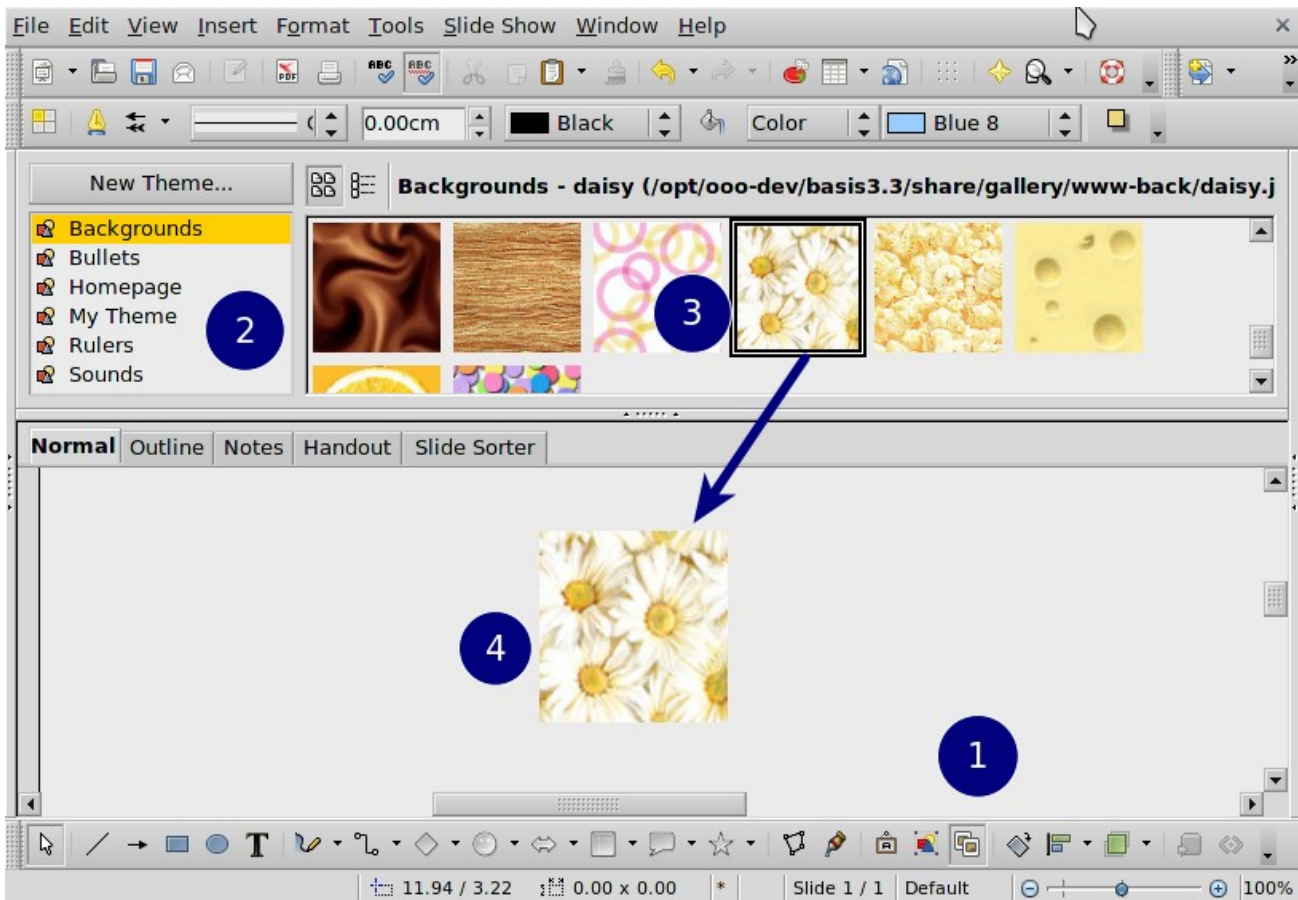 File Edit View Insert Format Tools Slide Show Window Help
PDF ABC ABC
0.00cm Black Color Blue 8
New Theme... Backgrounds - daisy (/opt/ooo-dev/basis3.3/share/gallery/www-back/daisy.j
Backgrounds
Bullets
Homepage
My Theme
Rulers
Sounds
2
3
Normal Outline Notes Handout Slide Sorter
4
1
T
11.94 / 3.22 0.00 x 0.00 * Slide 1 / 1 Default 100%